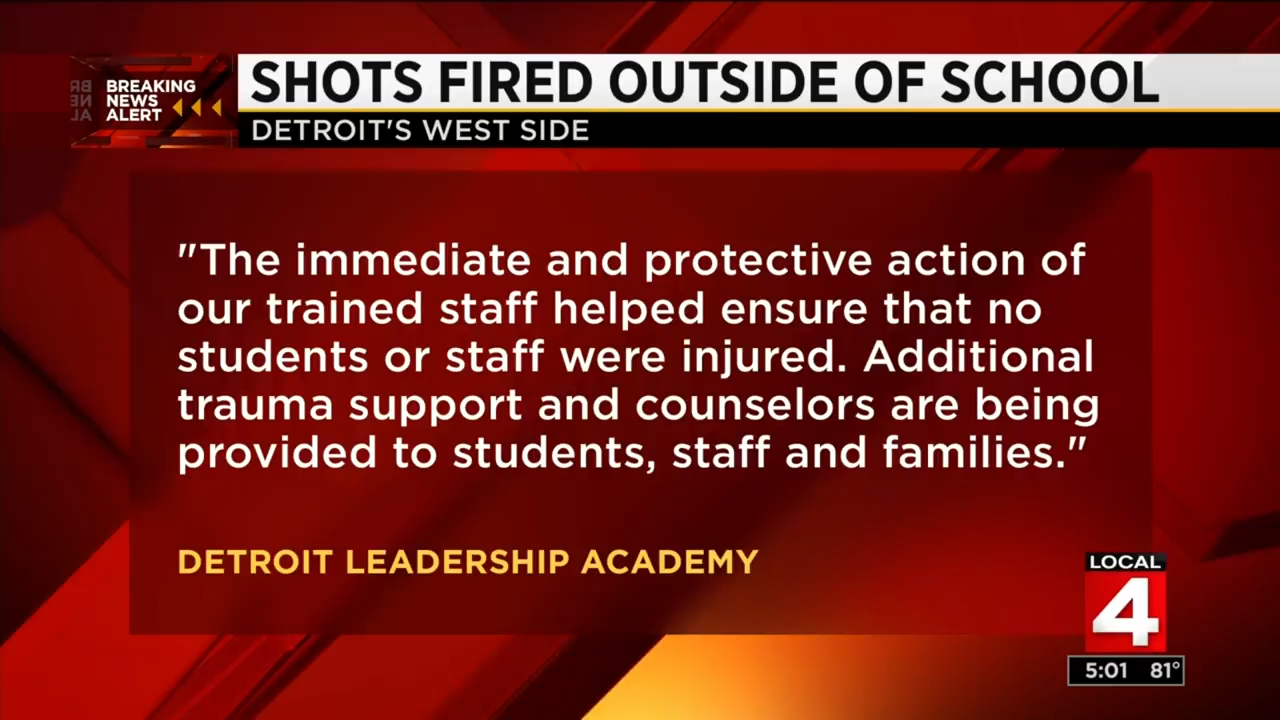 BREAKING
NEWS
ALERT
SHOTS FIRED OUTSIDE OF SCHOOL
DETROIT'S WEST SIDE
"The immediate and protective action of
our trained staff helped ensure that no
students or staff were injured. Additional
trauma support and counselors are being
provided to students, staff and families."
DETROIT LEADERSHIP ACADEMY
LOCAL
4
5:01 81°